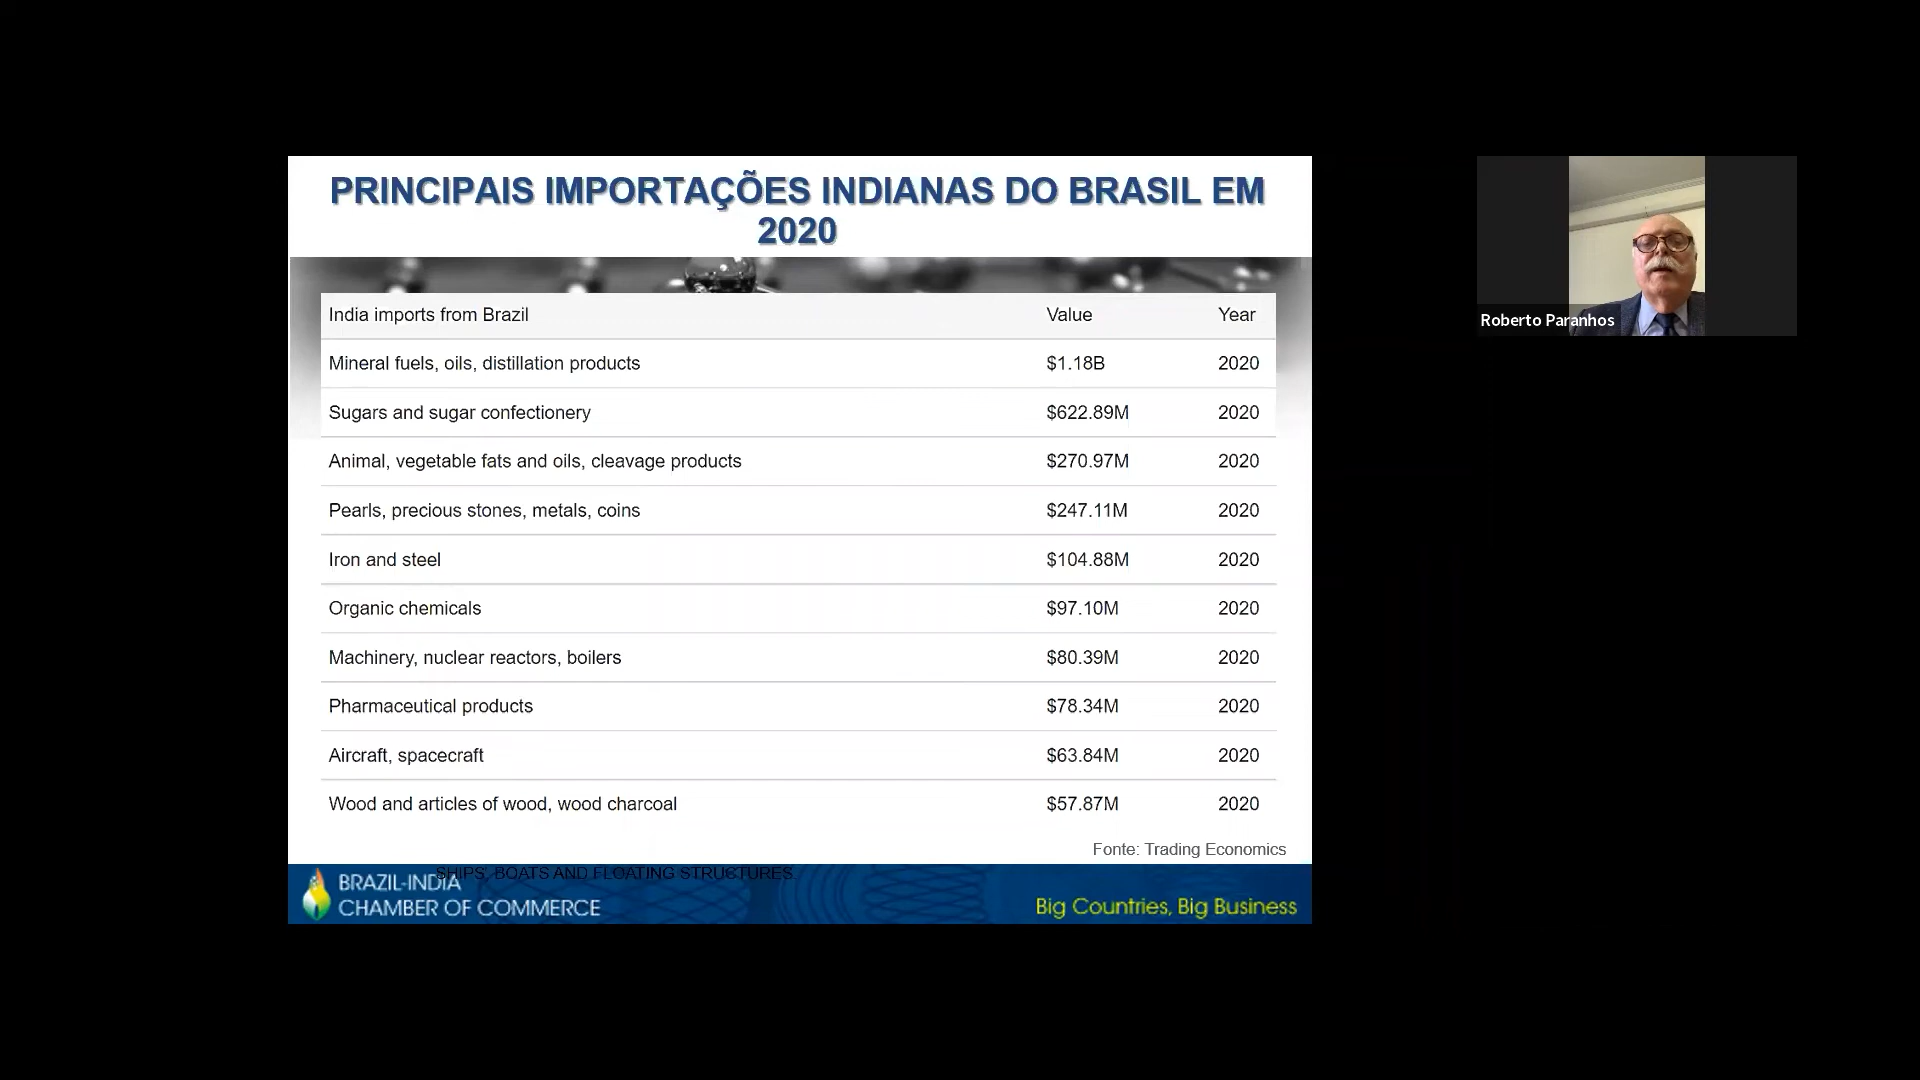 PRINCIPAIS IMPORTAÇÕES INDIANAS DO BRASIL EM
2020
India imports from Brazil Value Year
Mineral fuels, oils, distillation products $1.18B 2020
Sugars and sugar confectionery $622.89M 2020
Animal, vegetable fats and oils, cleavage products $270.97M 2020
Pearls, precious stones, metals, coins $247.11M 2020
Iron and steel $104.88M 2020
Organic chemicals $97.10M 2020
Machinery, nuclear reactors, boilers $80.39M 2020
Pharmaceutical products $78.34M 2020
Aircraft, spacecraft $63.84M 2020
Wood and articles of wood, wood charcoal $57.87M 2020
Fonte: Trading Economics
SHIPS, BOATS AND FLOATING STRUCTURES.
BRAZIL-INDIA
CHAMBER OF COMMERCE
Big Countries, Big Business
Roberto Paranhos